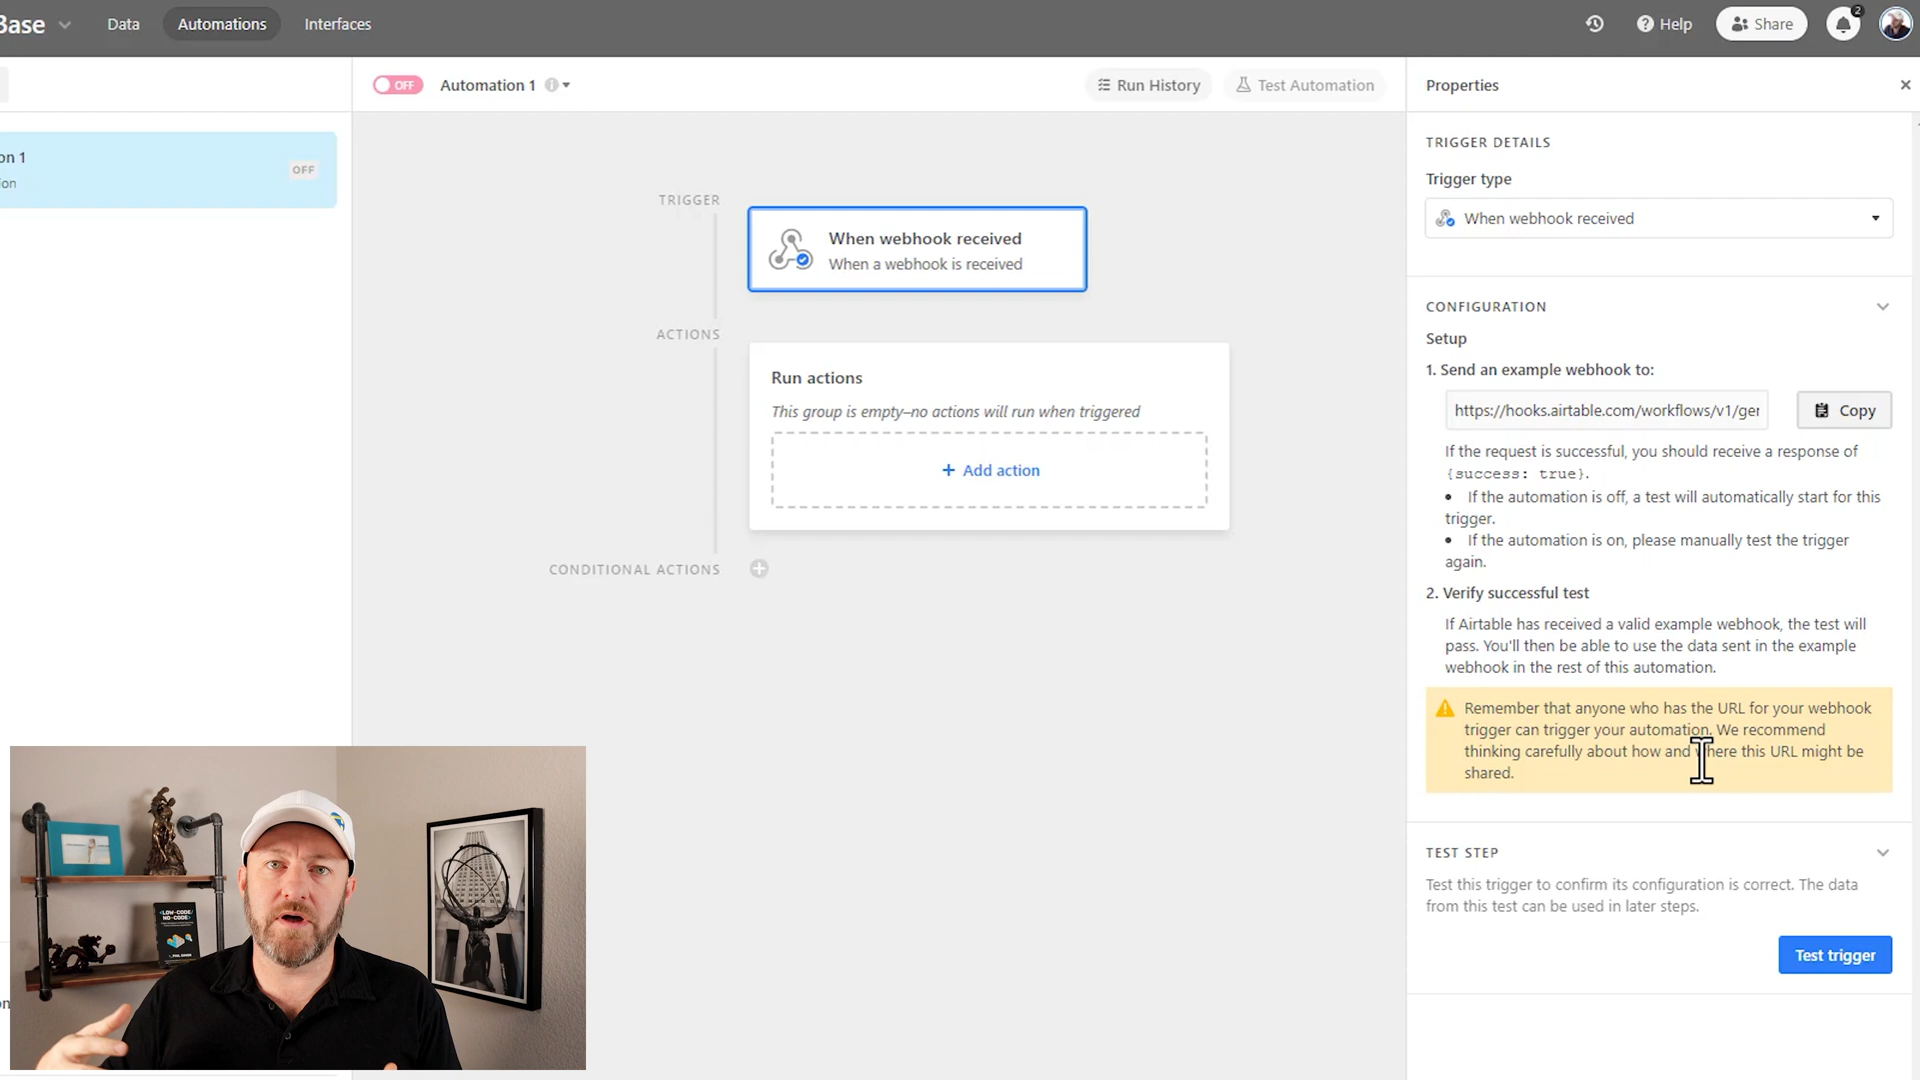 Base
Data
Automations
Interfaces
Help
Share
2
on 1
ion
OFF
OFF
Automation 1
Run History
Test Automation
TRIGGER
When webhook received
When a webhook is received
ACTIONS
Run actions
This group is empty–no actions will run when triggered
+ Add action
CONDITIONAL ACTIONS
Properties
TRIGGER DETAILS
Trigger type
When webhook received
CONFIGURATION
Setup
1. Send an example webhook to:
https://hooks.airtable.com/workflows/v1/ger
Copy
If the request is successful, you should receive a response of
{success: true}.
• If the automation is off, a test will automatically start for this
trigger.
• If the automation is on, please manually test the trigger
again.
2. Verify successful test
If Airtable has received a valid example webhook, the test will
pass. You'll then be able to use the data sent in the example
webhook in the rest of this automation.
Remember that anyone who has the URL for your webhook
trigger can trigger your automation. We recommend
thinking carefully about how and where this URL might be
shared.
TEST STEP
Test this trigger to confirm its configuration is correct. The data
from this test can be used in later steps.
Test trigger
on
LOW-CODE/
NO-CODE